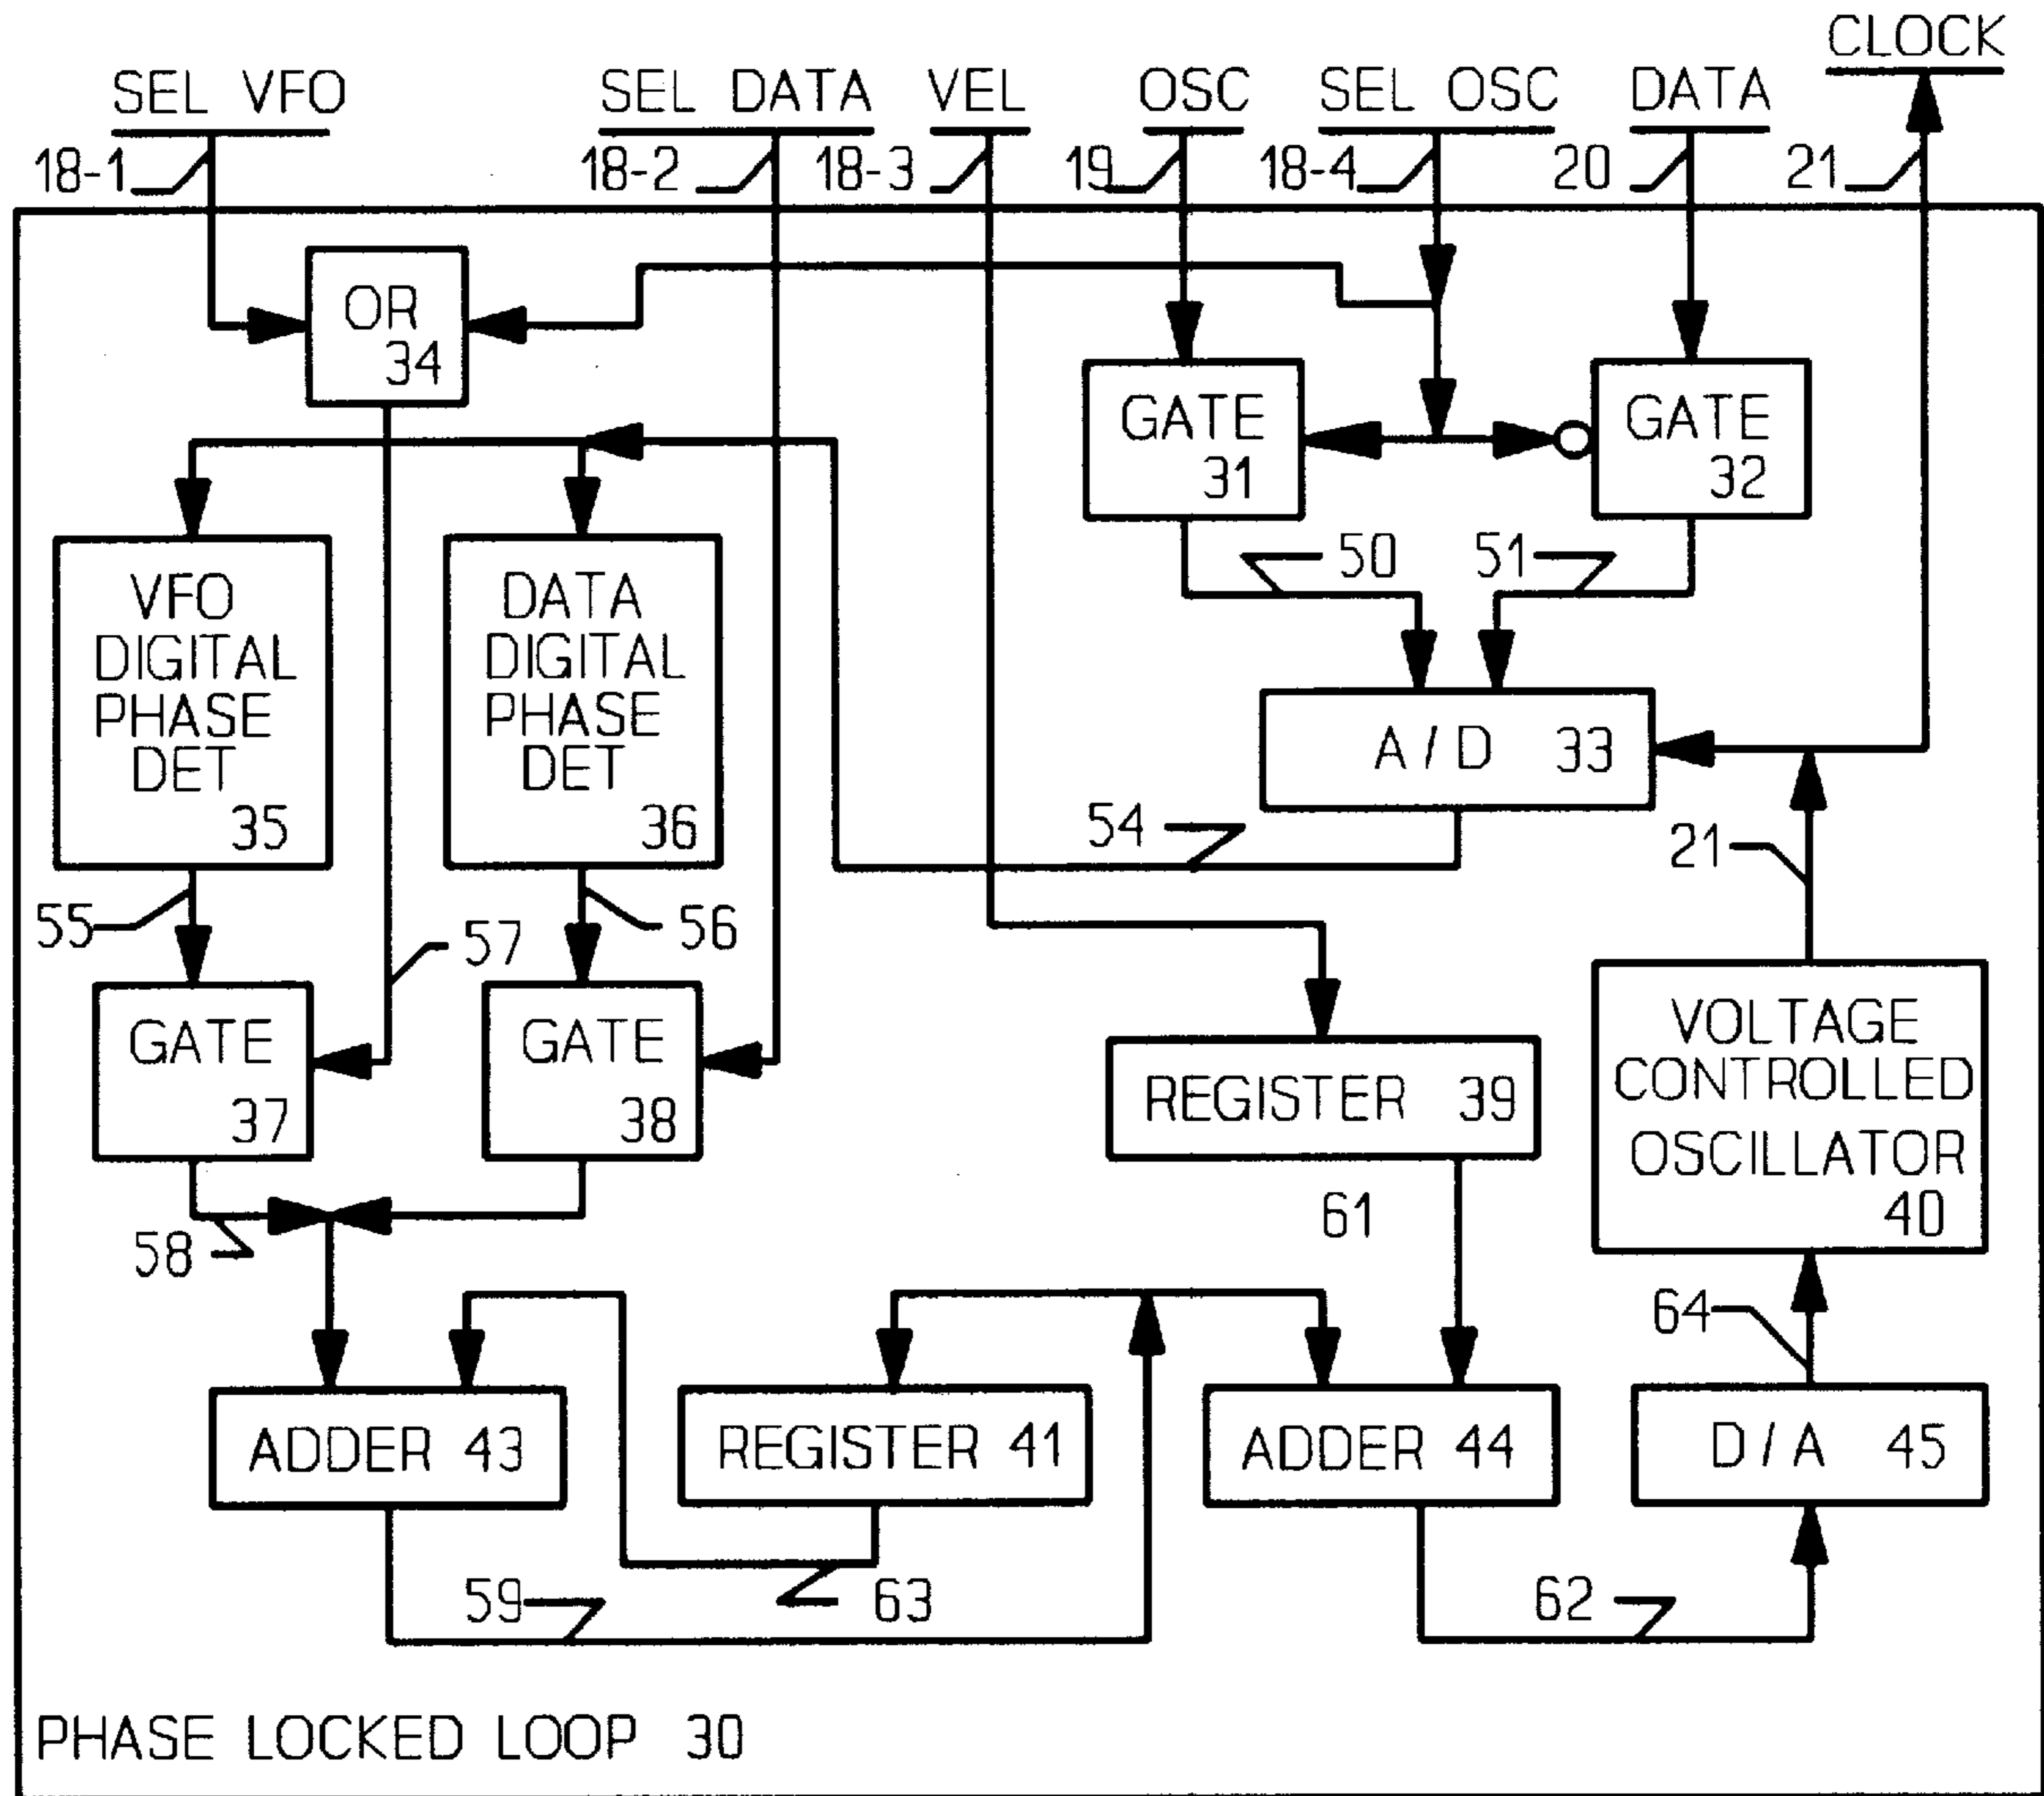 CLOCK
SEL VFO
SEL DATA
VEL
OSC
SEL OSC
DATA
18-1
18-2
18-3
19
18-4
20
21
OR
34
GATE
31
GATE
32
50
51
VFO
DIGITAL
PHASE
DET
35
DATA
DIGITAL
PHASE
DET
36
A/D 33
54
21
55
57
56
GATE
37
GATE
38
REGISTER 39
VOLTAGE
CONTROLLED
OSCILLATOR
40
58
61
64
ADDER 43
REGISTER 41
ADDER 44
D/A 45
59
63
62
PHASE LOCKED LOOP 30